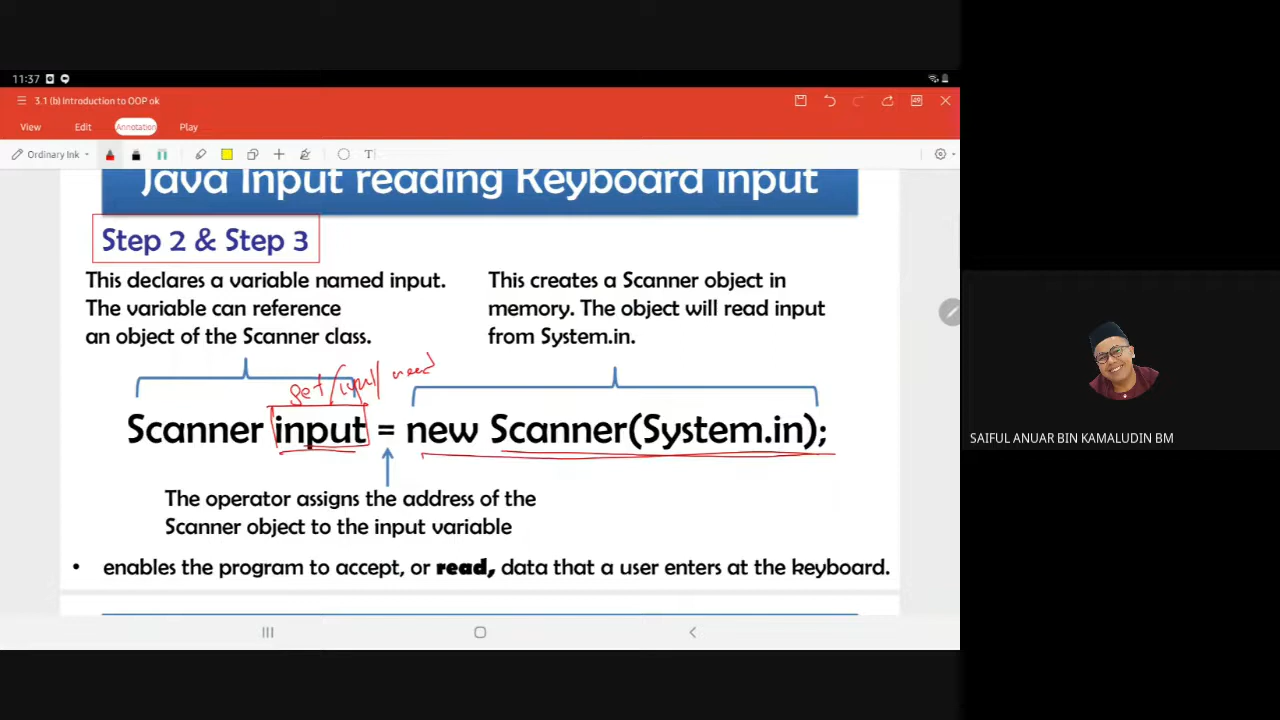 11:37
3.1 (b) Introduction to OOP ok
View Edit Annotation Play
Ordinary Ink
Java Input reading Keyboard input
Step 2 & Step 3
This declares a variable named input.
The variable can reference
an object of the Scanner class.
This creates a Scanner object in
memory. The object will read input
from System.in.
get / input / need
Scanner input = new Scanner(System.in);
The operator assigns the address of the
Scanner object to the input variable
• enables the program to accept, or read, data that a user enters at the keyboard.
SAIFUL ANUAR BIN KAMALUDIN BM